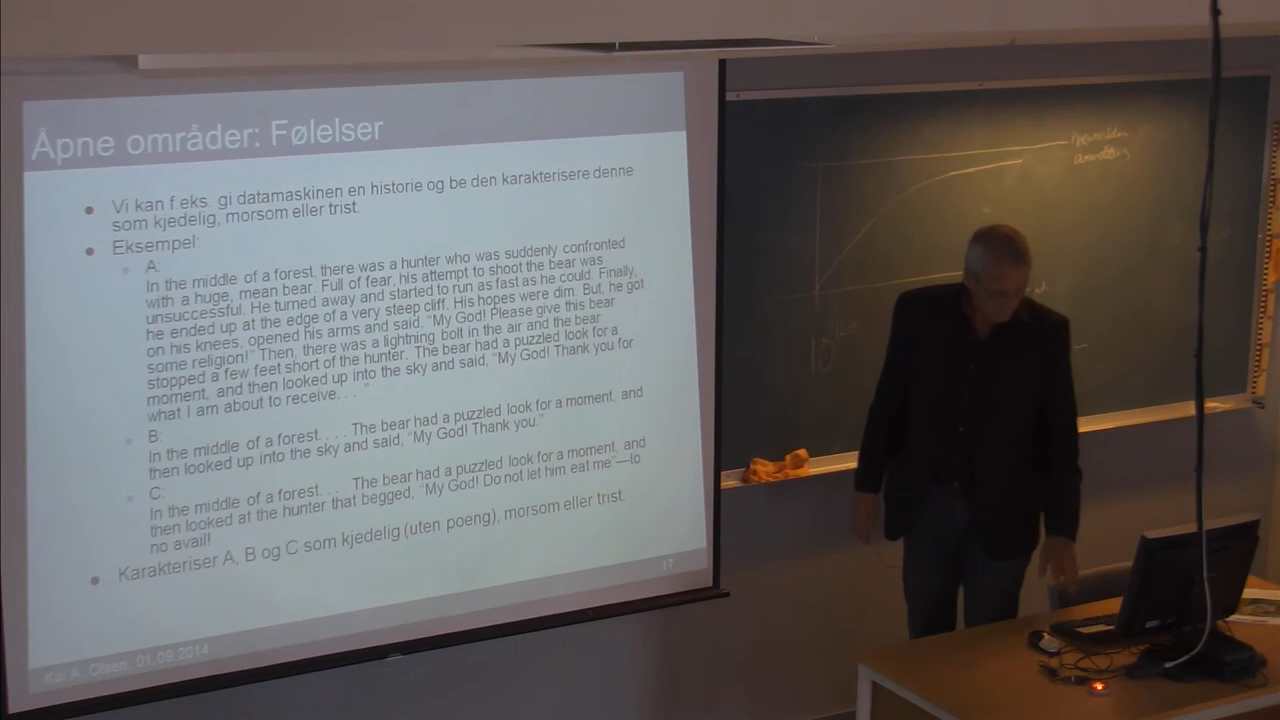 Åpne områder: Følelser
Vi kan f.eks. gi datamaskinen en historie og be den karakterisere denne
som kjedelig, morsom eller trist.
Eksempel:
A:
In the middle of a forest, there was a hunter who was suddenly confronted
with a huge, mean bear. Full of fear, his attempt to shoot the bear was
unsuccessful. He turned away and started to run as fast as he could. Finally,
he ended up at the edge of a very steep cliff. His hopes were dim. But, he got
on his knees, opened his arms and said, “My God! Please give this bear
some religion!” Then, there was a lightning bolt in the air and the bear
stopped a few feet short of the hunter. The bear had a puzzled look for a
moment, and then looked up into the sky and said, “My God! Thank you for
what I am about to receive. . . .”
B:
In the middle of a forest. . . . The bear had a puzzled look for a moment, and
then looked up into the sky and said, “My God! Thank you.”
C:
In the middle of a forest. . . . The bear had a puzzled look for a moment, and
then looked at the hunter that begged, “My God! Do not let him eat me”—to
no avail!
Karakteriser A, B og C som kjedelig (uten poeng), morsom eller trist.
17
Kai A. Olsen, 01.09.2014
10